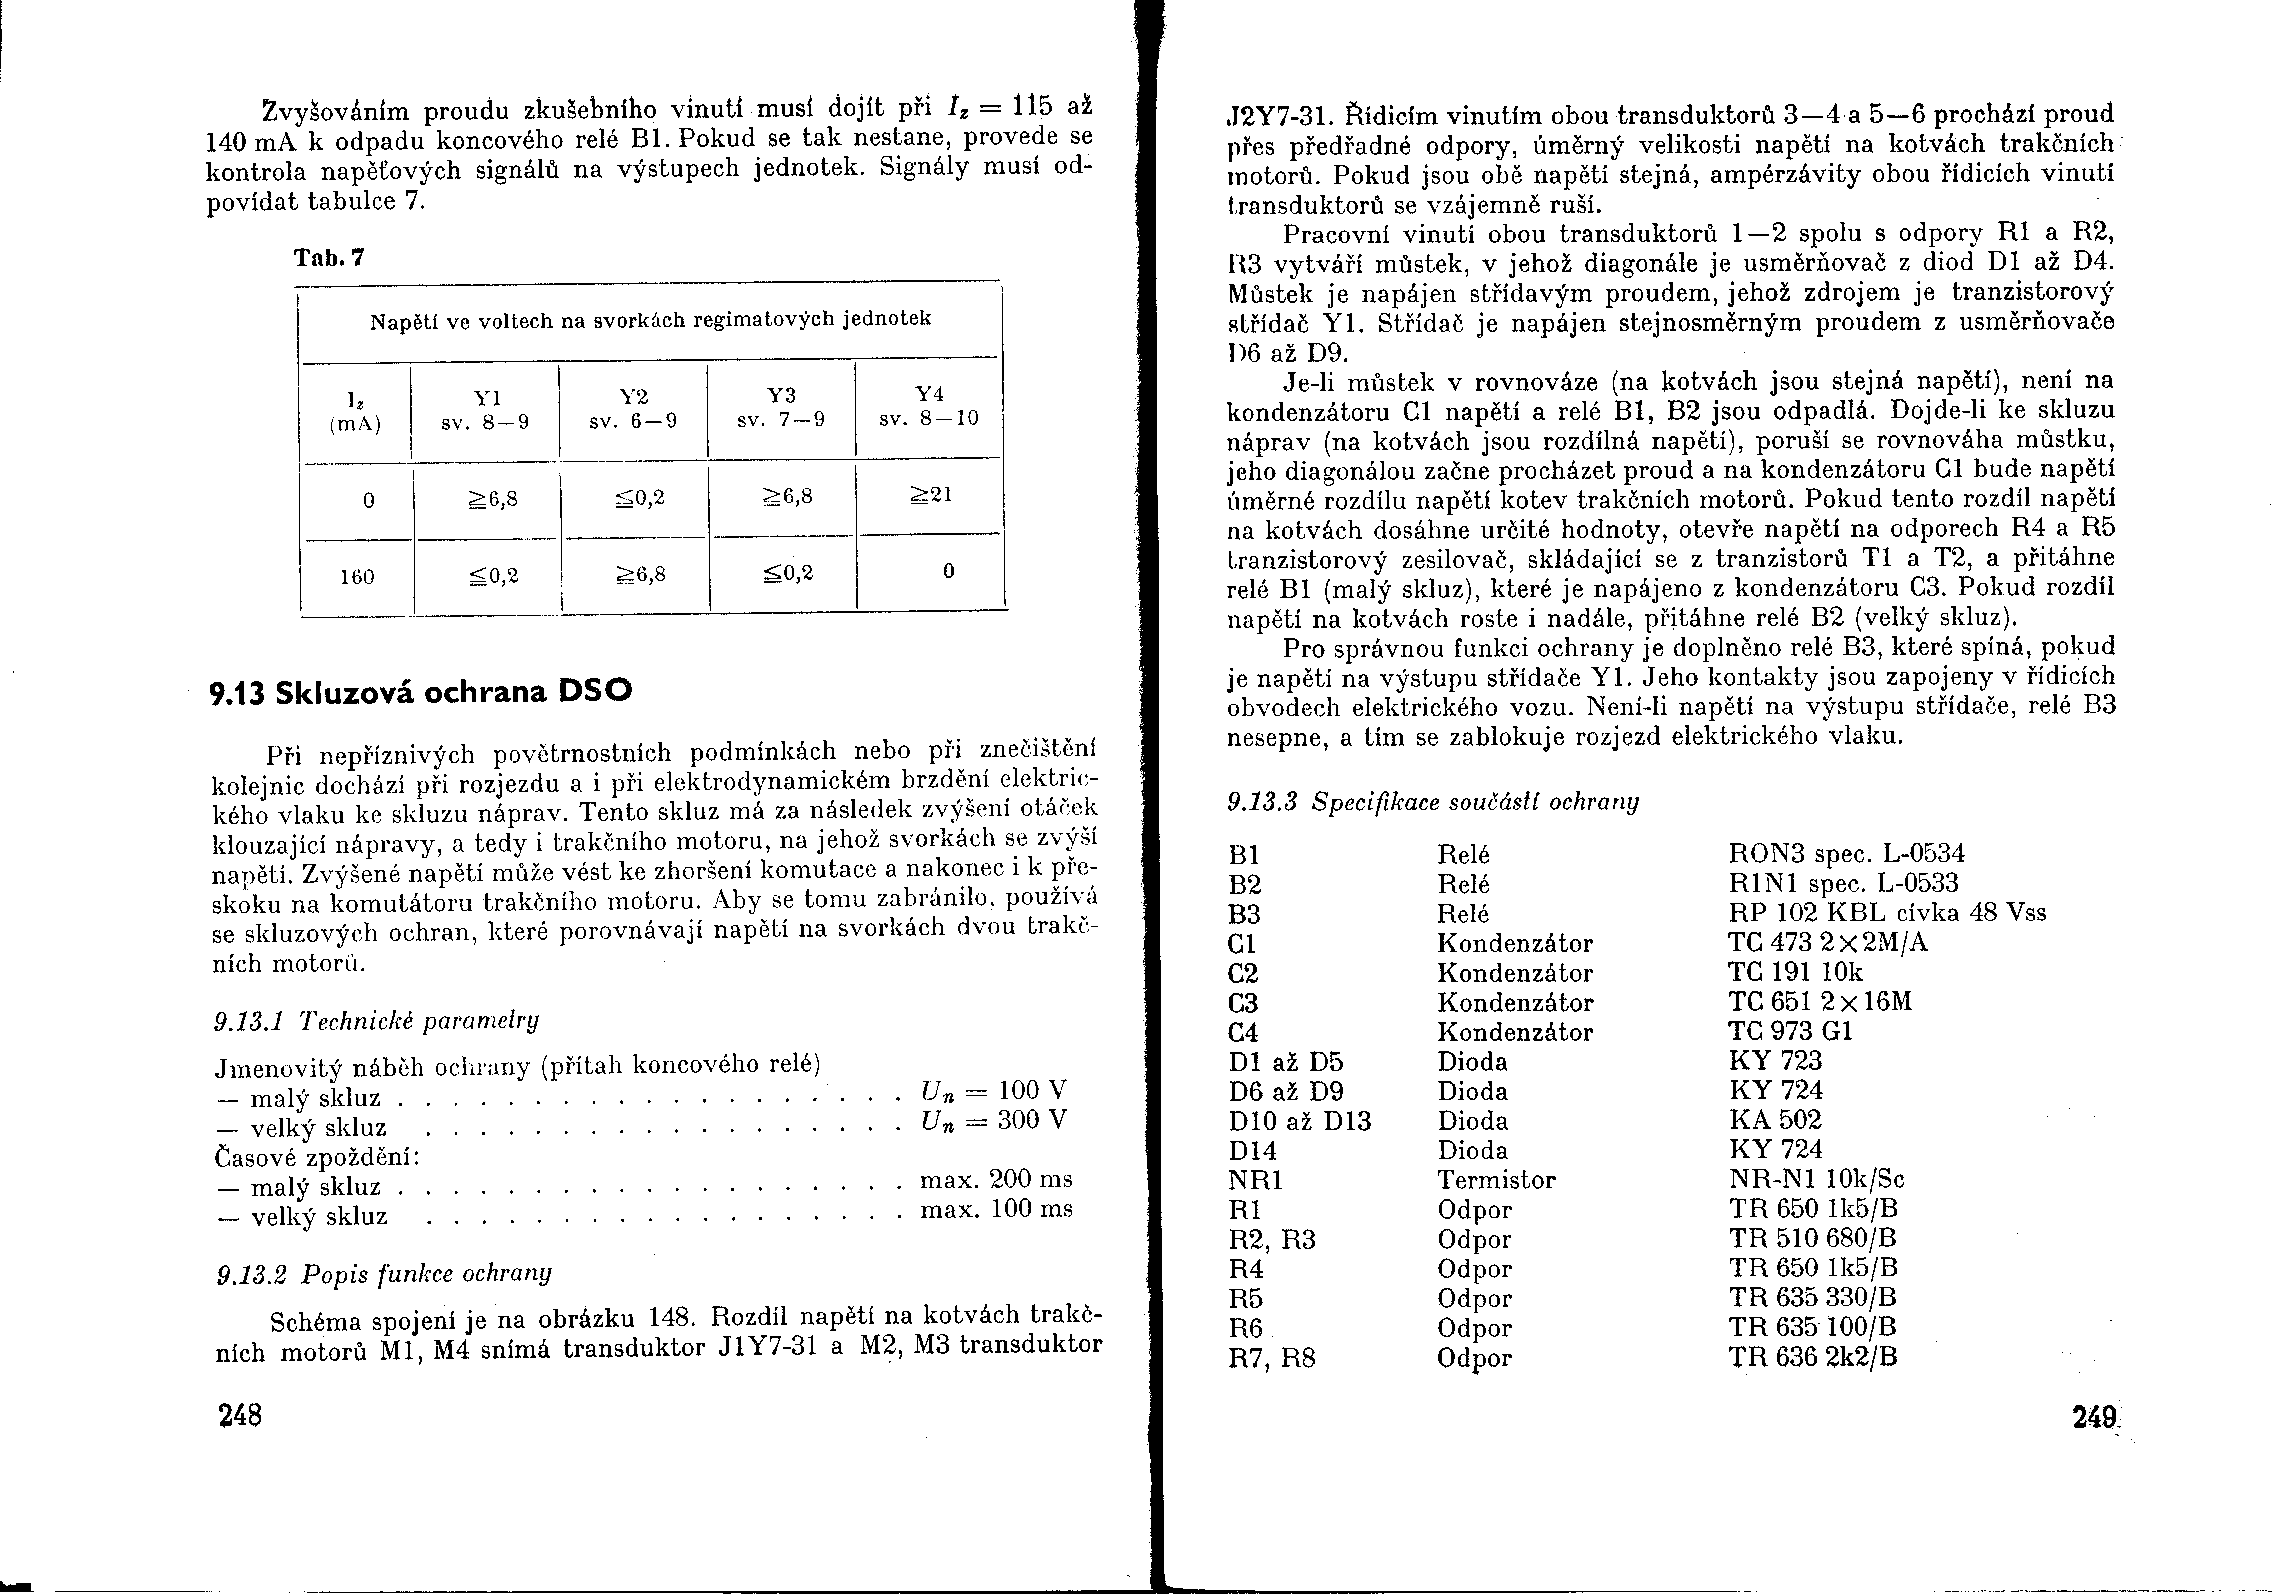 Zvyšováním proudu zkušebního vinutí musí dojít při Iz = 115 až
140 mA k odpadu koncového relé B1. Pokud se tak nestane, provede se
kontrola napěťových signálů na výstupech jednotek. Signály musí od-
povídat tabulce 7.
Tab. 7
Napětí ve voltech na svorkách regimatových jednotek
Iz Y1 Y2 Y3 Y4
(mA) sv. 8—9 sv. 6—9 sv. 7—9 sv. 8—10
0 ≧6,8 ≦0,2 ≧6,8 ≧21
160 ≦0,2 ≧6,8 ≦0,2 0
9.13 Skluzová ochrana DSO
Při nepříznivých povětrnostních podmínkách nebo při znečištění
kolejnic dochází při rozjezdu a i při elektrodynamickém brzdění elektric-
kého vlaku ke skluzu náprav. Tento skluz má za následek zvýšení otáček
klouzající nápravy, a tedy i trakčního motoru, na jehož svorkách se zvýší
napětí. Zvýšené napětí může vést ke zhoršení komutace a nakonec i k pře-
skoku na komutátoru trakčního motoru. Aby se tomu zabránilo, používá
se skluzových ochran, které porovnávají napětí na svorkách dvou trakč-
ních motorů.
9.13.1 Technické parametry
Jmenovitý náběh ochrany (přítah koncového relé)
— malý skluz . . . . . . . . . . . . . . . . . . . Un = 100 V
— velký skluz . . . . . . . . . . . . . . . . . . Un = 300 V
Časové zpoždění:
— malý skluz . . . . . . . . . . . . . . . . . . . max. 200 ms
— velký skluz . . . . . . . . . . . . . . . . . . max. 100 ms
9.13.2 Popis funkce ochrany
Schéma spojení je na obrázku 148. Rozdíl napětí na kotvách trakč-
ních motorů M1, M4 snímá transduktor J1Y7-31 a M2, M3 transduktor
248
J2Y7-31. Řídicím vinutím obou transduktorů 3—4 a 5—6 prochází proud
přes předřadné odpory, úměrný velikosti napětí na kotvách trakčních
motorů. Pokud jsou obě napětí stejná, ampérzávity obou řídicích vinutí
transduktorů se vzájemně ruší.
Pracovní vinutí obou transduktorů 1—2 spolu s odpory R1 a R2,
R3 vytváří můstek, v jehož diagonále je usměrňovač z diod D1 až D4.
Můstek je napájen střídavým proudem, jehož zdrojem je tranzistorový
střídač Y1. Střídač je napájen stejnosměrným proudem z usměrňovače
D6 až D9.
Je-li můstek v rovnováze (na kotvách jsou stejná napětí), není na
kondenzátoru C1 napětí a relé B1, B2 jsou odpadlá. Dojde-li ke skluzu
náprav (na kotvách jsou rozdílná napětí), poruší se rovnováha můstku,
jeho diagonálou začne procházet proud a na kondenzátoru C1 bude napětí
úměrné rozdílu napětí kotev trakčních motorů. Pokud tento rozdíl napětí
na kotvách dosáhne určité hodnoty, otevře napětí na odporech R4 a R5
tranzistorový zesilovač, skládající se z tranzistorů T1 a T2, a přitáhne
relé B1 (malý skluz), které je napájeno z kondenzátoru C3. Pokud rozdíl
napětí na kotvách roste i nadále, přitáhne relé B2 (velký skluz).
Pro správnou funkci ochrany je doplněno relé B3, které spíná, pokud
je napětí na výstupu střídače Y1. Jeho kontakty jsou zapojeny v řídicích
obvodech elektrického vozu. Není-li napětí na výstupu střídače, relé B3
nesepne, a tím se zablokuje rozjezd elektrického vlaku.
9.13.3 Specifikace součástí ochrany
B1 Relé RON3 spec. L-0534
B2 Relé R1N1 spec. L-0533
B3 Relé RP 102 KBL cívka 48 Vss
C1 Kondenzátor TC 473 2×2M/A
C2 Kondenzátor TC 191 10k
C3 Kondenzátor TC 651 2×16M
C4 Kondenzátor TC 973 G1
D1 až D5 Dioda KY 723
D6 až D9 Dioda KY 724
D10 až D13 Dioda KA 502
D14 Dioda KY 724
NR1 Termistor NR-N1 10k/Sc
R1 Odpor TR 650 1k5/B
R2, R3 Odpor TR 510 680/B
R4 Odpor TR 650 1k5/B
R5 Odpor TR 635 330/B
R6 Odpor TR 635 100/B
R7, R8 Odpor TR 636 2k2/B
249